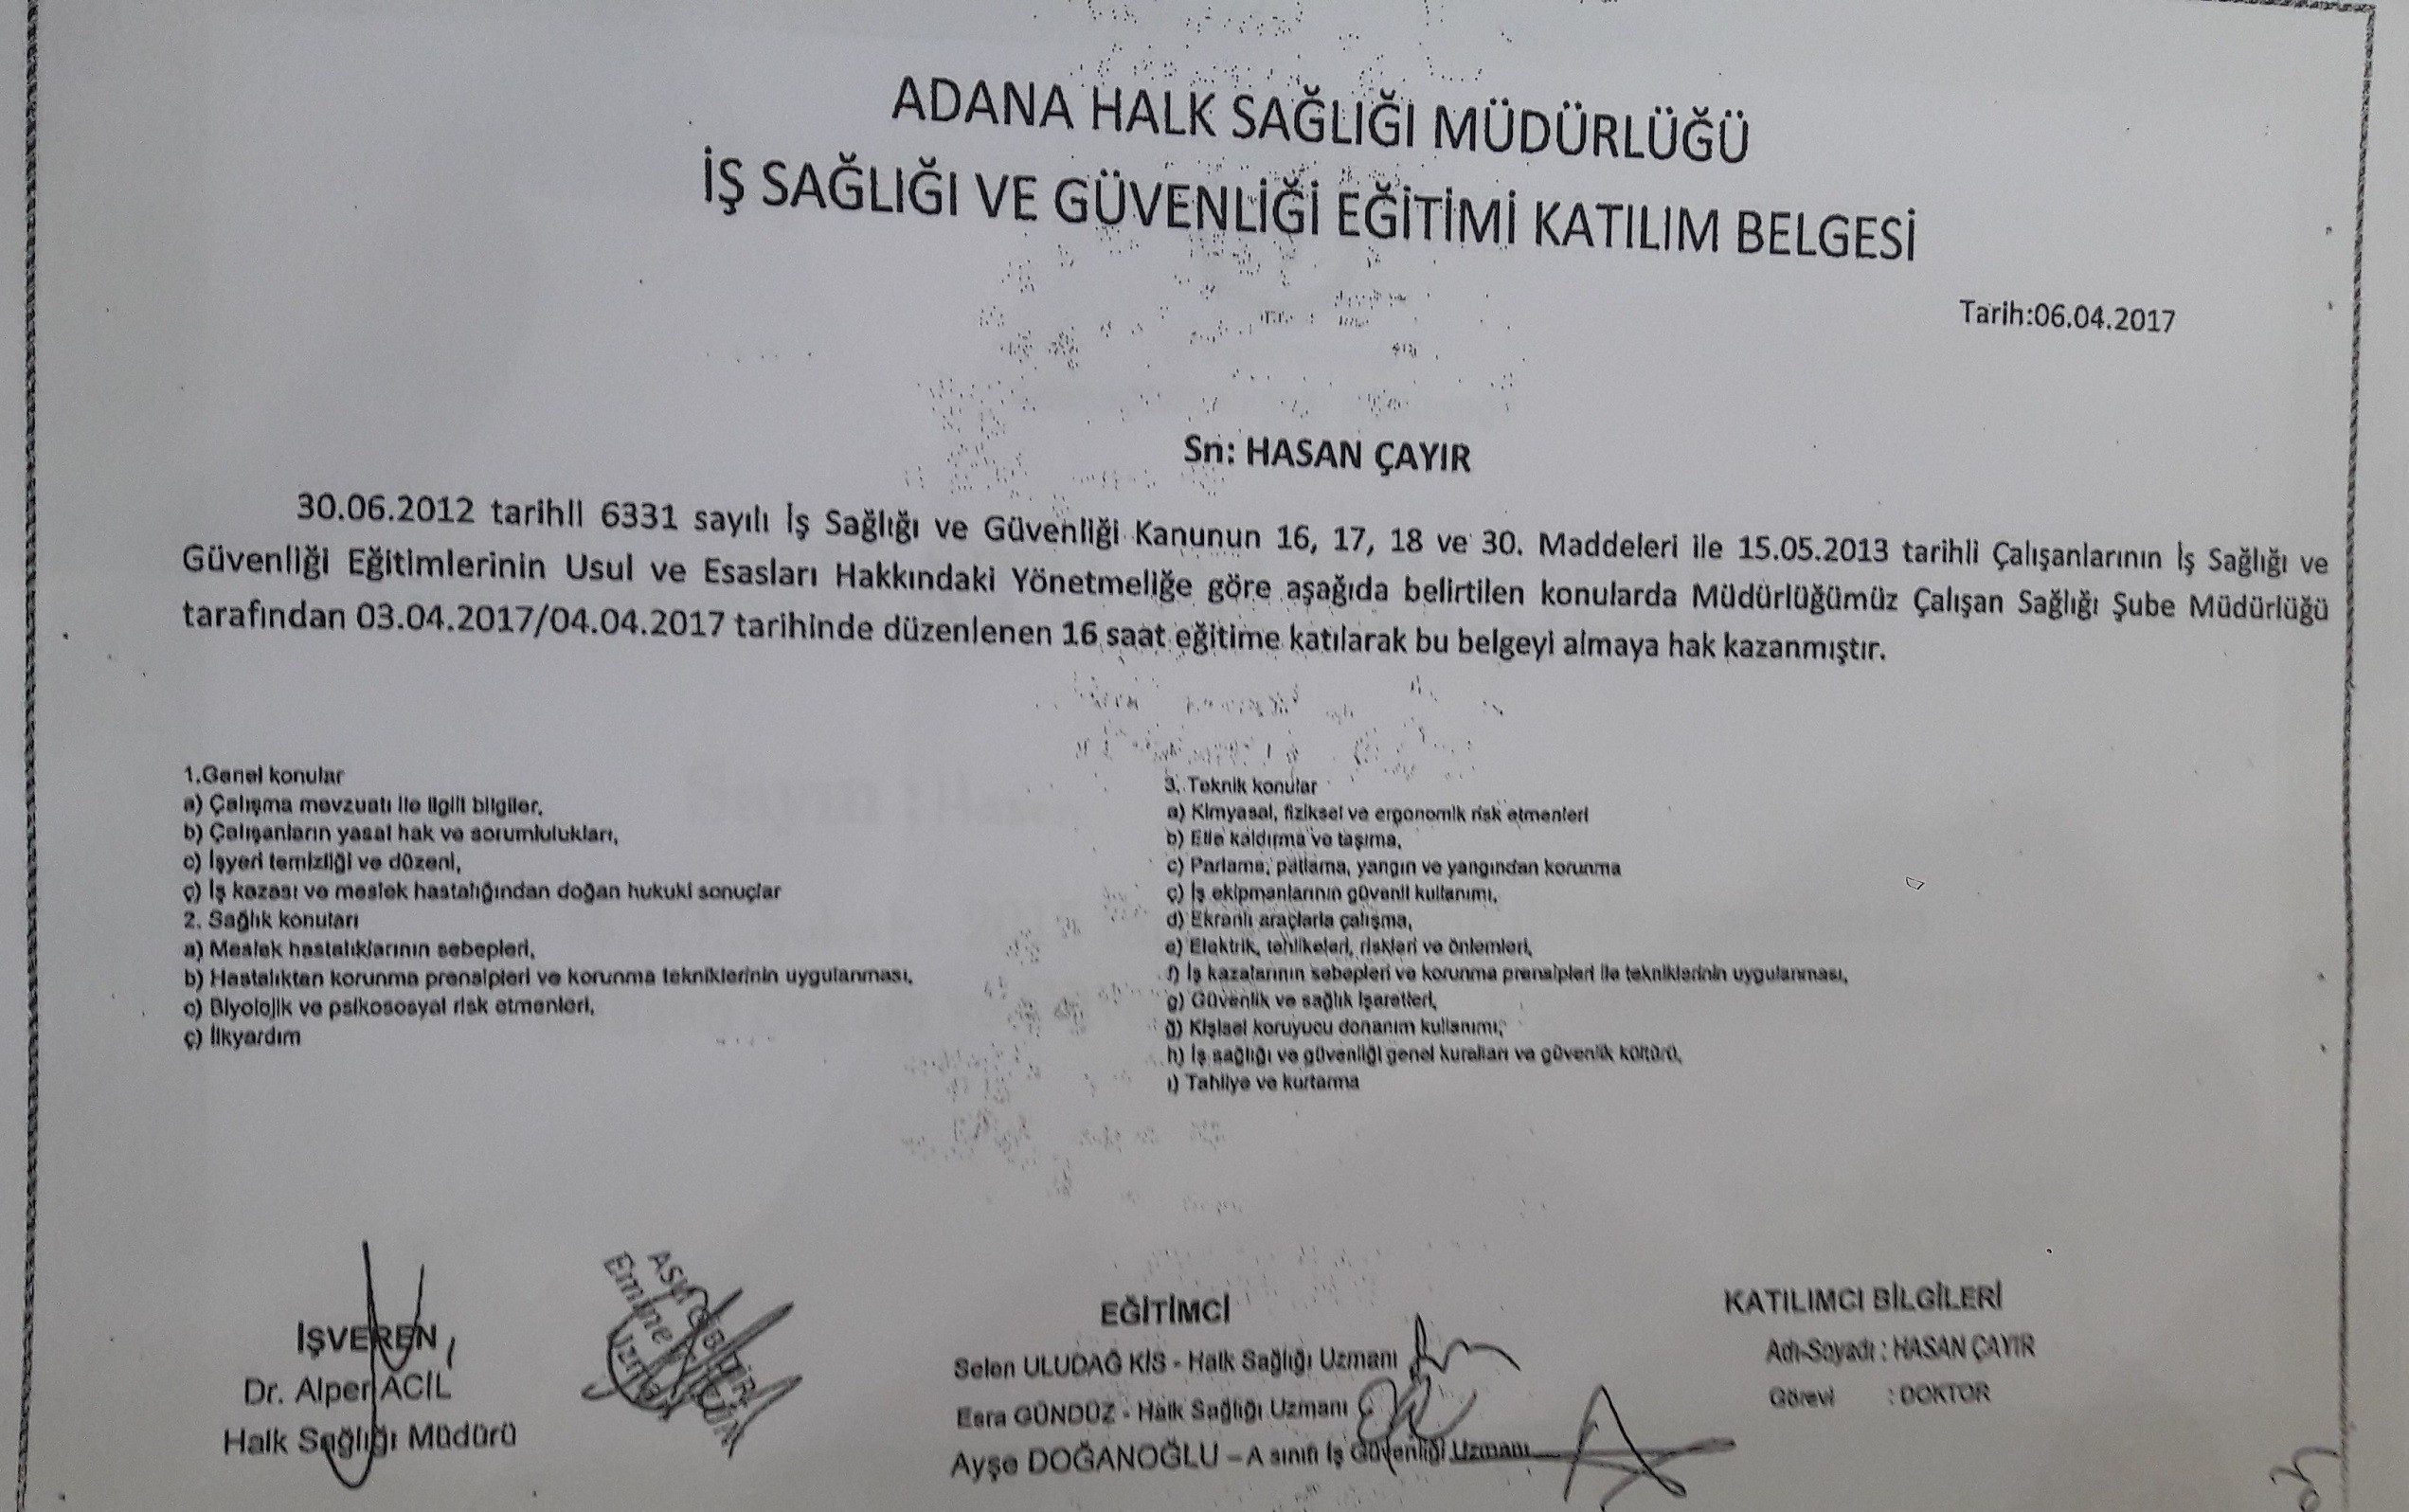 ADANA HALK SAĞLIĞI MÜDÜRLÜĞÜ
İŞ SAĞLIĞI VE GÜVENLİĞİ EĞİTİMİ KATILIM BELGESİ
Tarih:06.04.2017
Sn: HASAN ÇAYIR
30.06.2012 tarihli 6331 sayılı İş Sağlığı ve Güvenliği Kanunun 16, 17, 18 ve 30. Maddeleri ile 15.05.2013 tarihli Çalışanlarının İş Sağlığı ve
Güvenliği Eğitimlerinin Usul ve Esasları Hakkındaki Yönetmeliğe göre aşağıda belirtilen konularda Müdürlüğümüz Çalışan Sağlığı Şube Müdürlüğü
tarafından 03.04.2017/04.04.2017 tarihinde düzenlenen 16 saat eğitime katılarak bu belgeyi almaya hak kazanmıştır.
1.Genel konular
a) Çalışma mevzuatı ile ilgili bilgiler,
b) Çalışanların yasal hak ve sorumlulukları,
c) İşyeri temizliği ve düzeni,
ç) İş kazası ve meslek hastalığından doğan hukuki sonuçlar
2. Sağlık konuları
a) Meslek hastalıklarının sebepleri,
b) Hastalıktan korunma prensipleri ve korunma tekniklerinin uygulanması,
c) Biyolojik ve psikososyal risk etmenleri,
ç) İlkyardım
3. Teknik konular
a) Kimyasal, fiziksel ve ergonomik risk etmenleri
b) Elle kaldırma ve taşıma,
c) Parlama, patlama, yangın ve yangından korunma
ç) İş ekipmanlarının güvenli kullanımı,
d) Ekranlı araçlarla çalışma,
e) Elektrik, tehlikeleri, riskleri ve önlemleri,
f) İş kazalarının sebepleri ve korunma prensipleri ile tekniklerinin uygulanması,
g) Güvenlik ve sağlık işaretleri,
ğ) Kişisel koruyucu donanım kullanımı,
h) İş sağlığı ve güvenliği genel kuralları ve güvenlik kültürü,
ı) Tahliye ve kurtarma
İŞVEREN
Dr. Alper ACİL
Halk Sağlığı Müdürü
Emine
EĞİTİMCİ
Selen ULUDAĞ KİS - Halk Sağlığı Uzmanı
Esra GÜNDÜZ - Halk Sağlığı Uzmanı
Ayşe DOĞANOĞLU – A sınıfı İş Güvenliği Uzmanı
KATILIMCI BİLGİLERİ
Adı-Soyadı : HASAN ÇAYIR
Görevi : DOKTOR